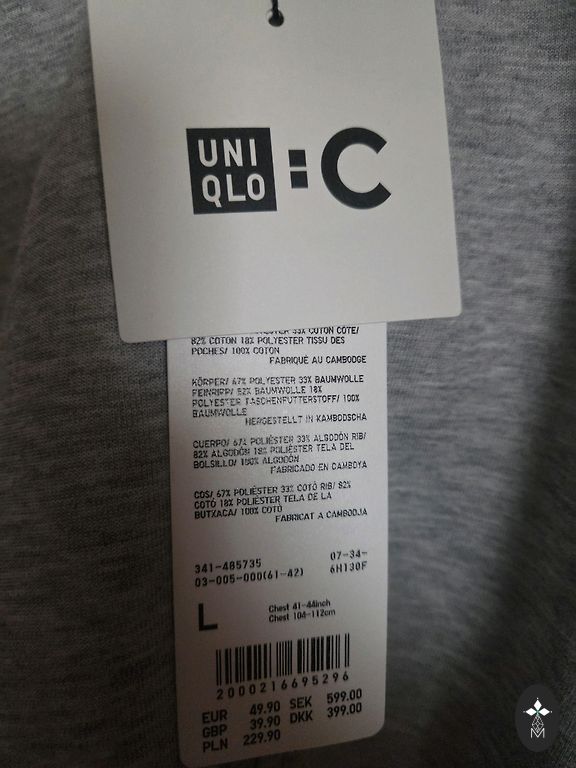 UNI
QLO : C
33% COTON CÔTE/
82% COTON 18% POLYESTER TISSU DES
POCHES/ 100% COTON
FABRIQUÉ AU CAMBODGE
KÖRPER/ 67% POLYESTER 33% BAUMWOLLE
FEINRIPP/ 82% BAUMWOLLE 18%
POLYESTER TASCHENFUTTERSTOFF/ 100%
BAUMWOLLE
HERGESTELLT IN KAMBODSCHA
CUERPO/ 67% POLIÉSTER 33% ALGODÓN RIB/
82% ALGODÓN 18% POLIÉSTER TELA DEL
BOLSILLO/ 100% ALGODÓN
FABRICADO EN CAMBOYA
COS/ 67% POLIÈSTER 33% COTÓ RIB/ 82%
COTÓ 18% POLIÈSTER TELA DE LA
BUTXACA/ 100% COTÓ
FABRICAT A CAMBODJA
341-485735 07-34-
03-005-000(61-42) 6H130F
L
Chest 41-44inch
Chest 104-112cm
2000216695296
EUR 49.90 SEK 599.00
GBP 39.90 DKK 399.00
PLN 229.90